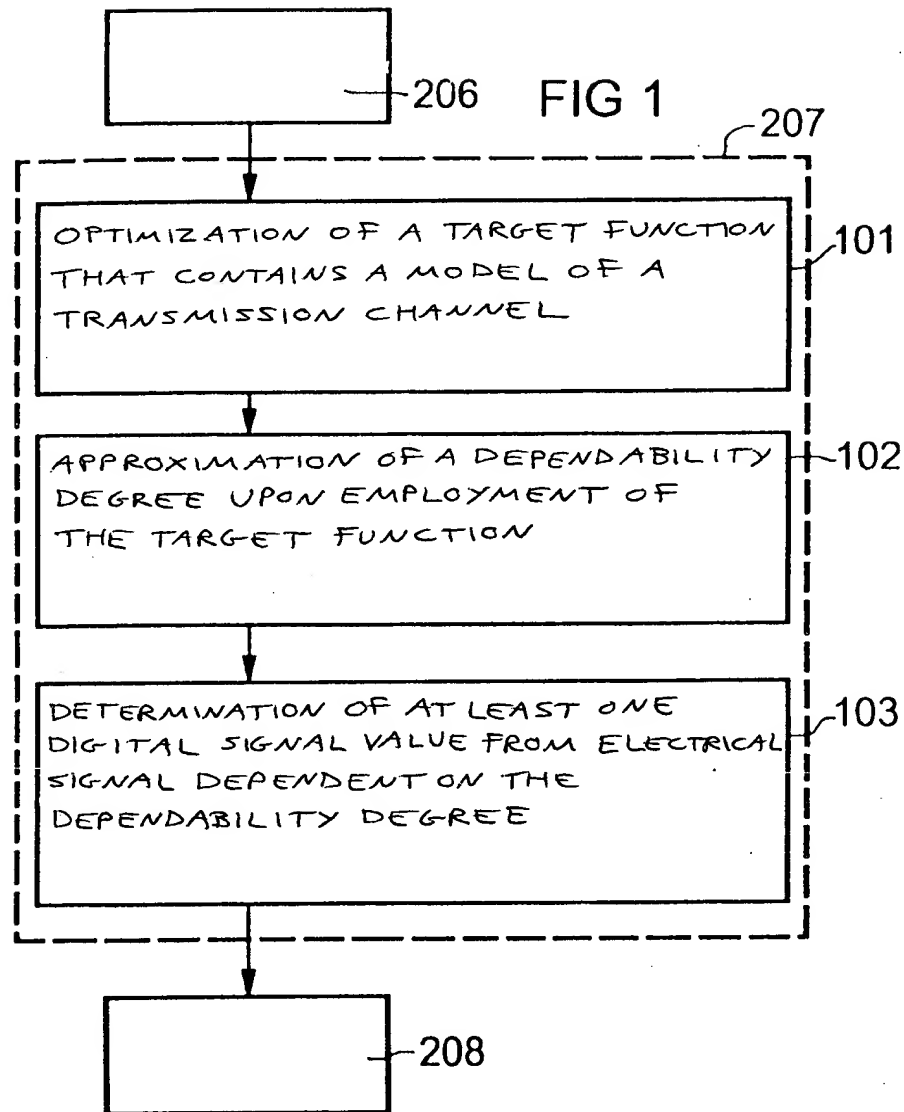 206
FIG 1
207
OPTIMIZATION OF A TARGET FUNCTION
THAT CONTAINS A MODEL OF A
TRANSMISSION CHANNEL
101
APPROXIMATION OF A DEPENDABILITY
DEGREE UPON EMPLOYMENT OF
THE TARGET FUNCTION
102
DETERMINATION OF AT LEAST ONE
DIGITAL SIGNAL VALUE FROM ELECTRICAL
SIGNAL DEPENDENT ON THE
DEPENDABILITY DEGREE
103
208